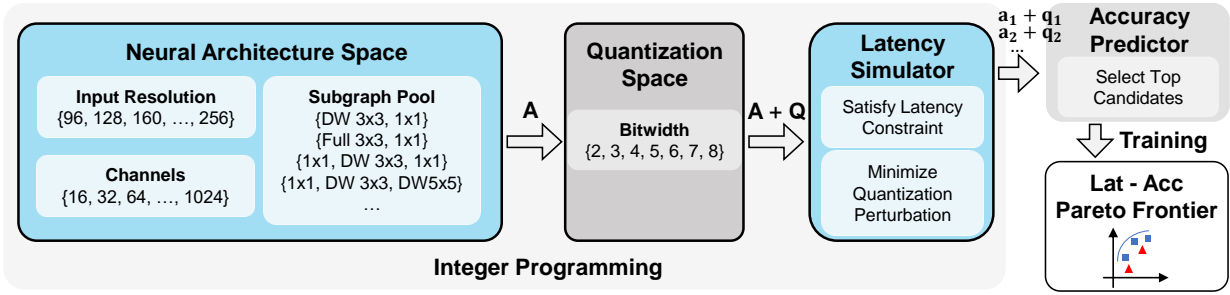 Neural Architecture Space
Input Resolution
{96, 128, 160, …, 256}
Channels
{16, 32, 64, …, 1024}
Subgraph Pool
{DW 3x3, 1x1}
{Full 3x3, 1x1}
{1x1, DW 3x3, 1x1}
{1x1, DW 3x3, DW5x5}
…
A
Quantization
Space
Bitwidth
{2, 3, 4, 5, 6, 7, 8}
A + Q
Latency
Simulator
Satisfy Latency
Constraint
Minimize
Quantization
Perturbation
Integer Programming
a₁ + q₁
a₂ + q₂
...
Accuracy
Predictor
Select Top
Candidates
Training
Lat - Acc
Pareto Frontier